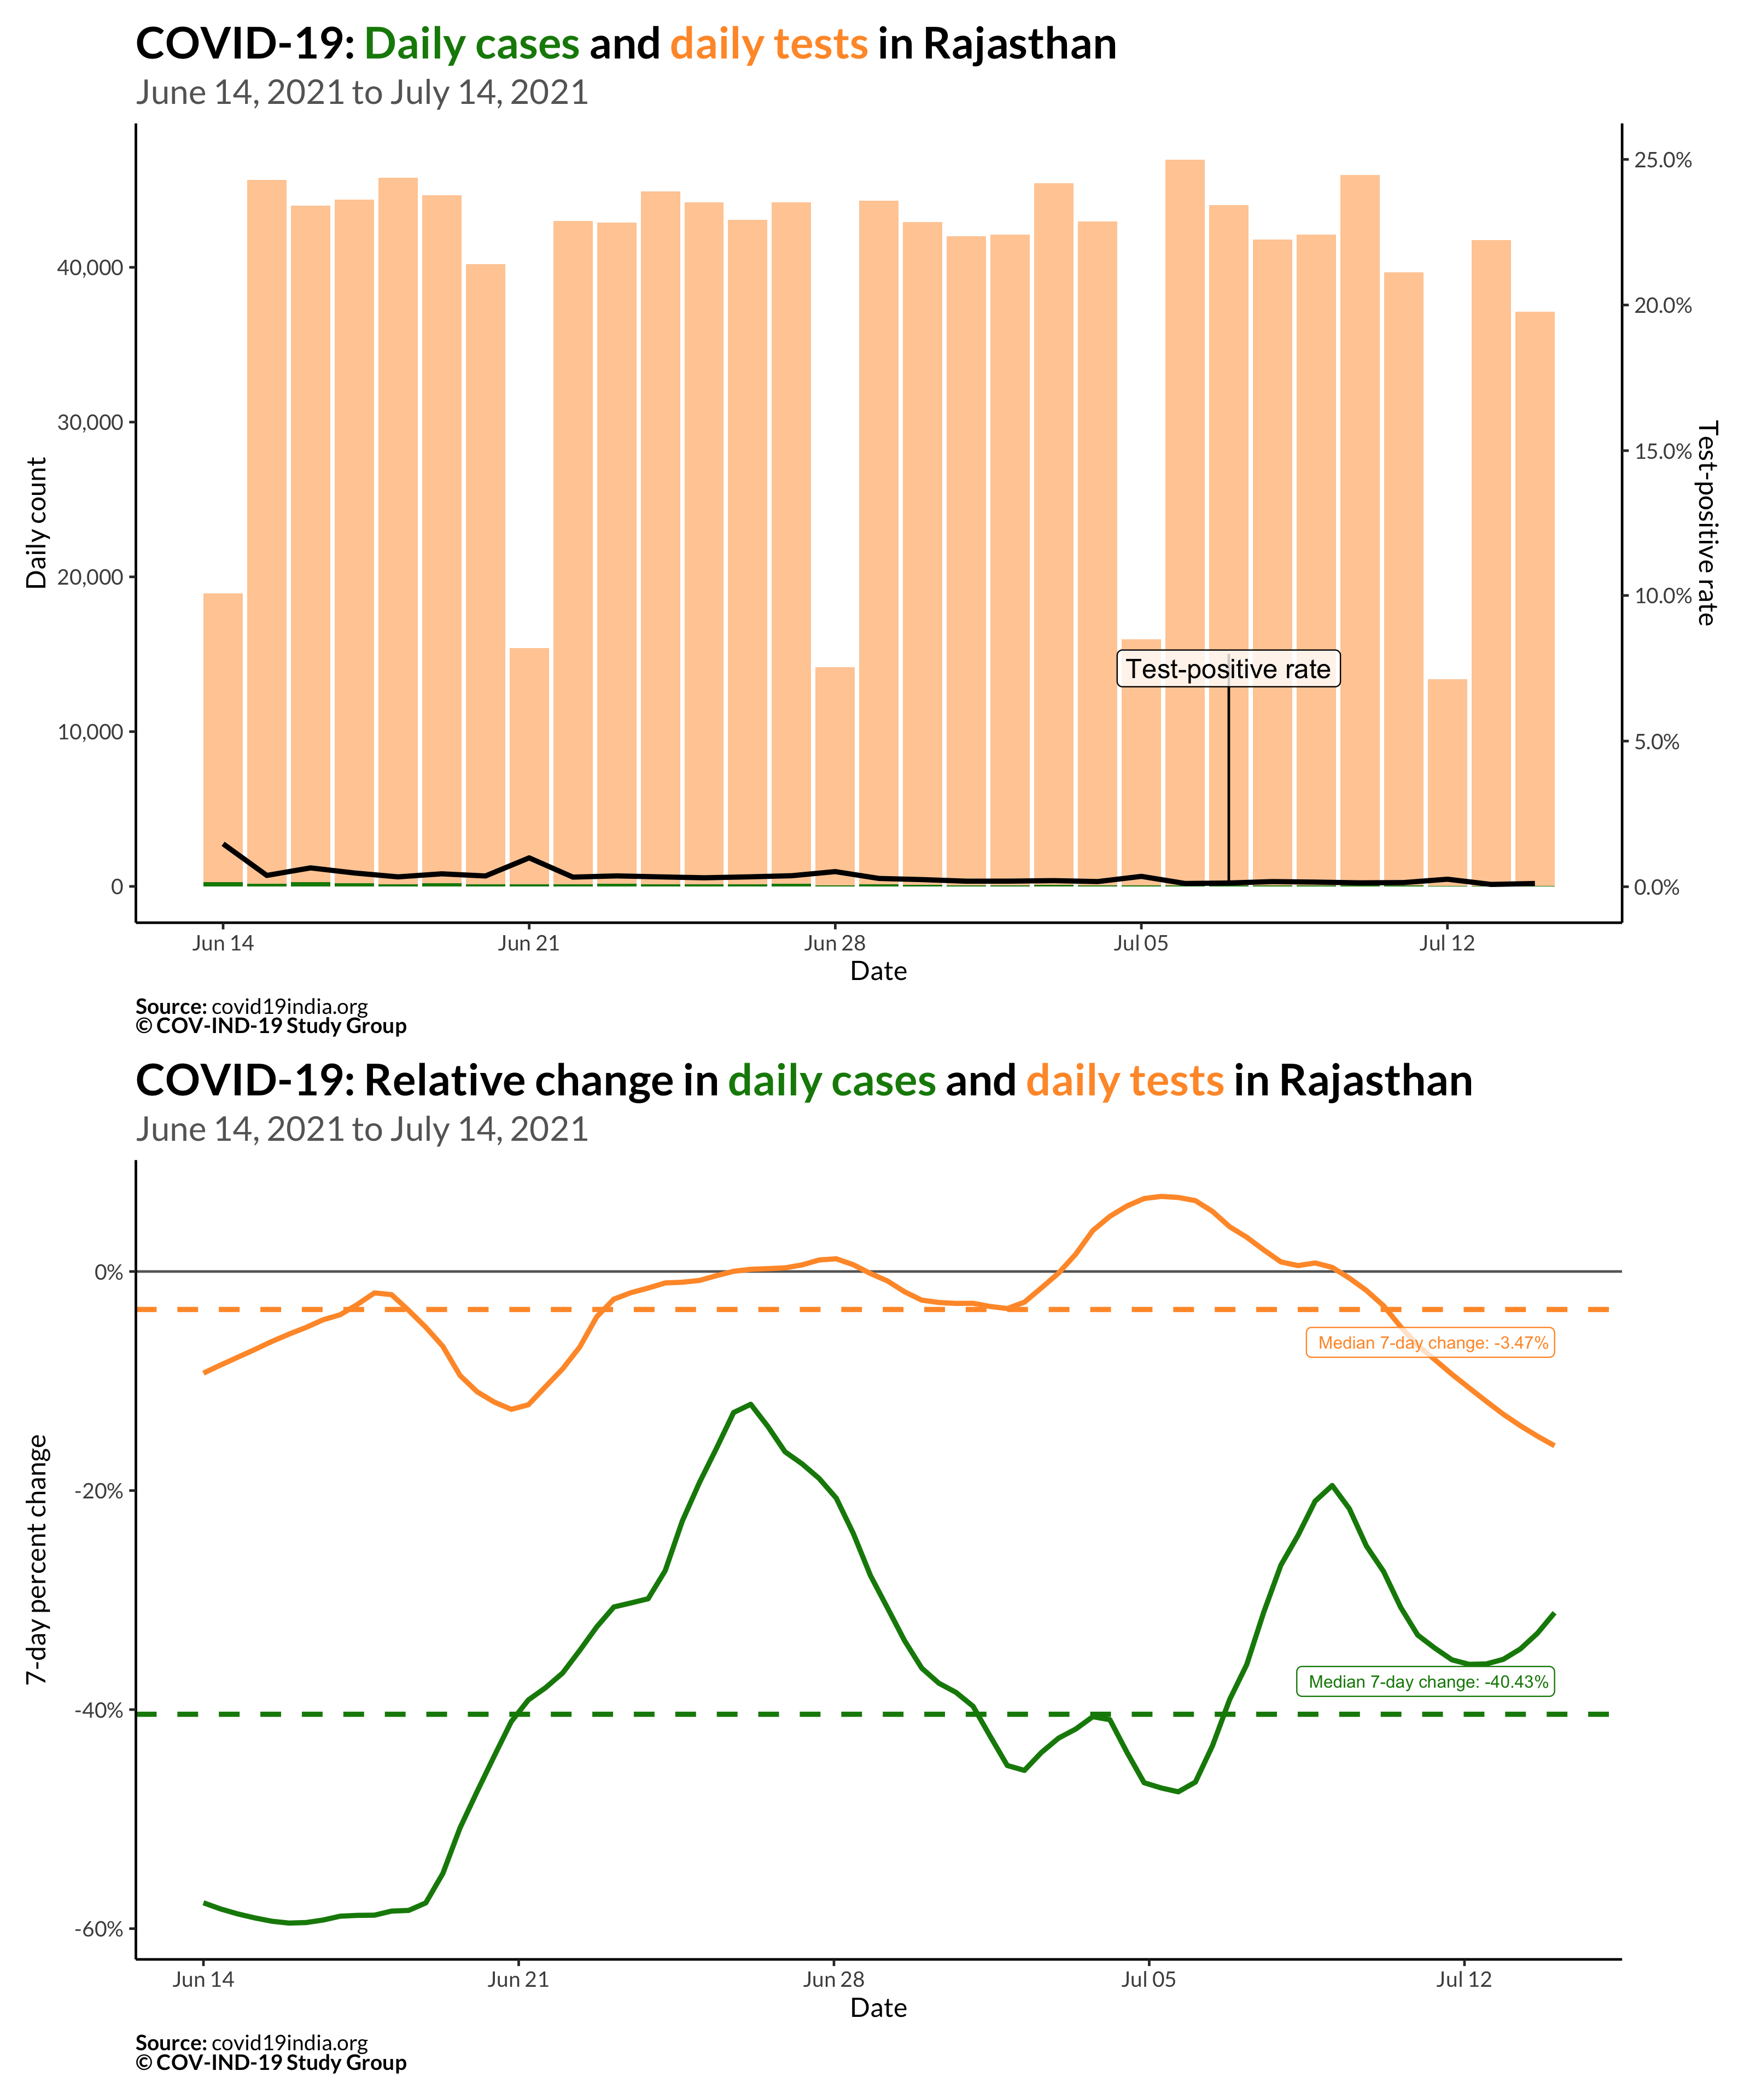 COVID-19: Daily cases and daily tests in Rajasthan
June 14, 2021 to July 14, 2021
Daily count
40,000
30,000
20,000
10,000
0
25.0%
20.0%
15.0%
10.0%
5.0%
0.0%
Test-positive rate
Test-positive rate
Jun 14
Jun 21
Jun 28
Jul 05
Jul 12
Date
Source: covid19india.org
© COV-IND-19 Study Group
COVID-19: Relative change in daily cases and daily tests in Rajasthan
June 14, 2021 to July 14, 2021
7-day percent change
0%
-20%
-40%
-60%
Median 7-day change: -3.47%
Median 7-day change: -40.43%
Jun 14
Jun 21
Jun 28
Jul 05
Jul 12
Date
Source: covid19india.org
© COV-IND-19 Study Group